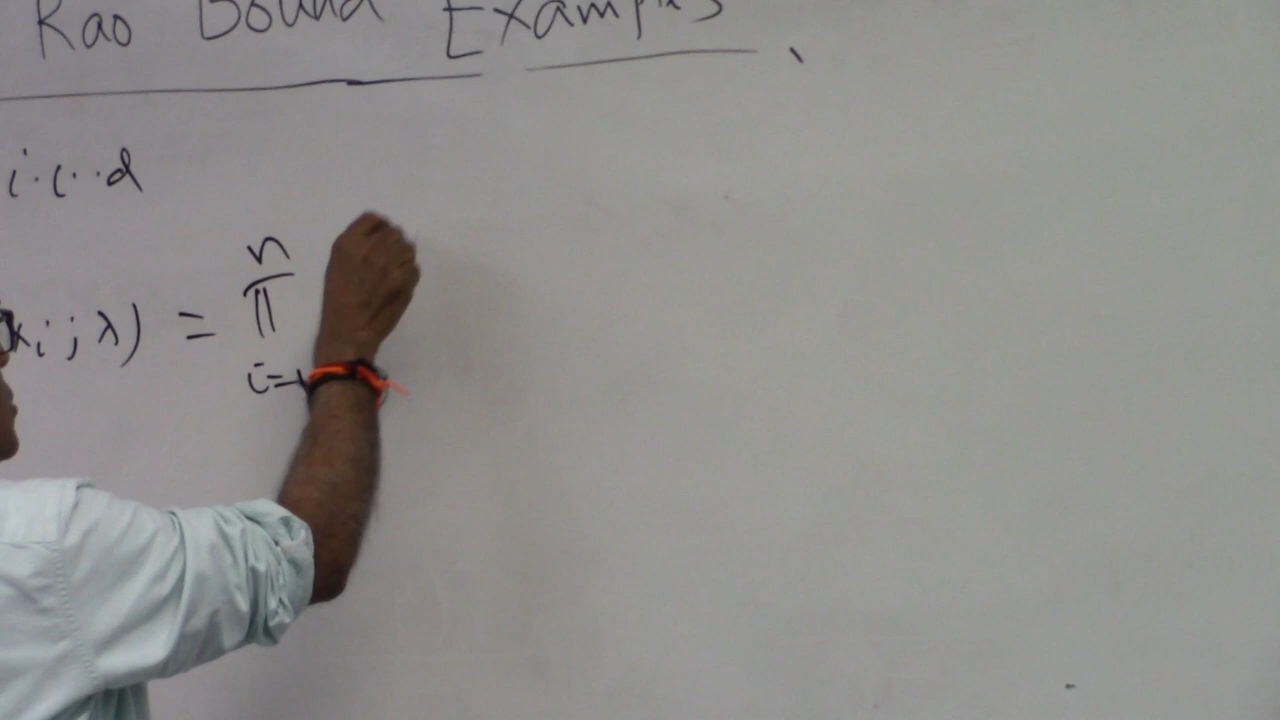 Rao Bound Examples
i.i.d
xi; λ) = n∏i=1